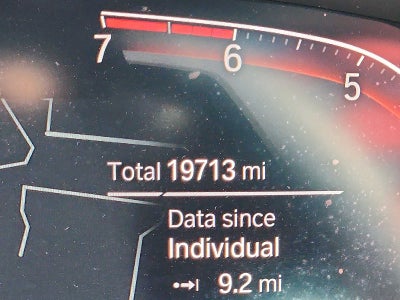 7 6 5
Total 19713 mi
Data since
Individual
9.2 mi